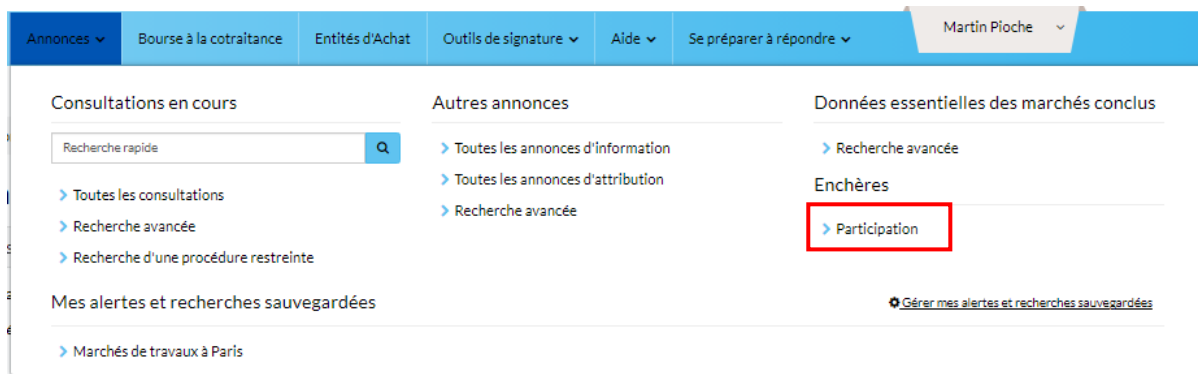 Annonces
Bourse à la cotraitance
Entités d'Achat
Outils de signature
Aide
Se préparer à répondre
Martin Pioche
Consultations en cours
Recherche rapide
Toutes les consultations
Recherche avancée
Recherche d'une procédure restreinte
Autres annonces
Toutes les annonces d'information
Toutes les annonces d'attribution
Recherche avancée
Données essentielles des marchés conclus
Recherche avancée
Enchères
Participation
Mes alertes et recherches sauvegardées
Gérer mes alertes et recherches sauvegardées
Marchés de travaux à Paris